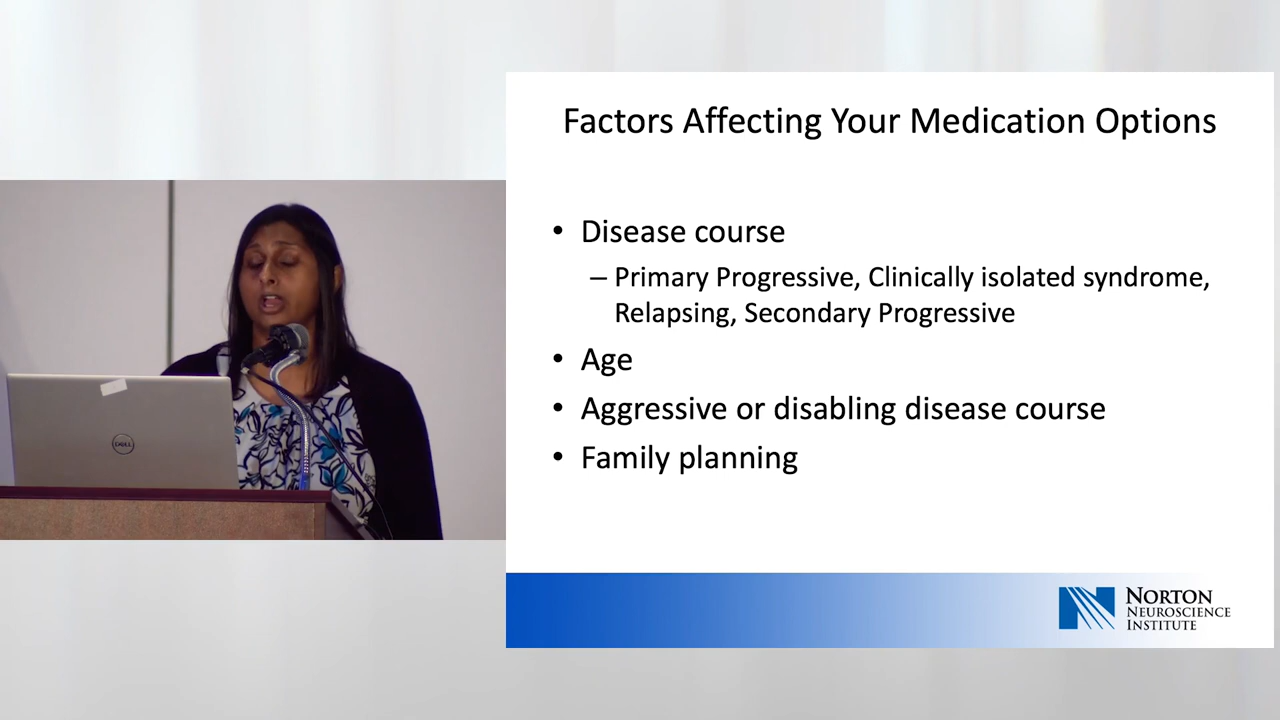 Factors Affecting Your Medication Options
• Disease course
– Primary Progressive, Clinically isolated syndrome,
Relapsing, Secondary Progressive
• Age
• Aggressive or disabling disease course
• Family planning
DELL
NORTON
NEUROSCIENCE
INSTITUTE